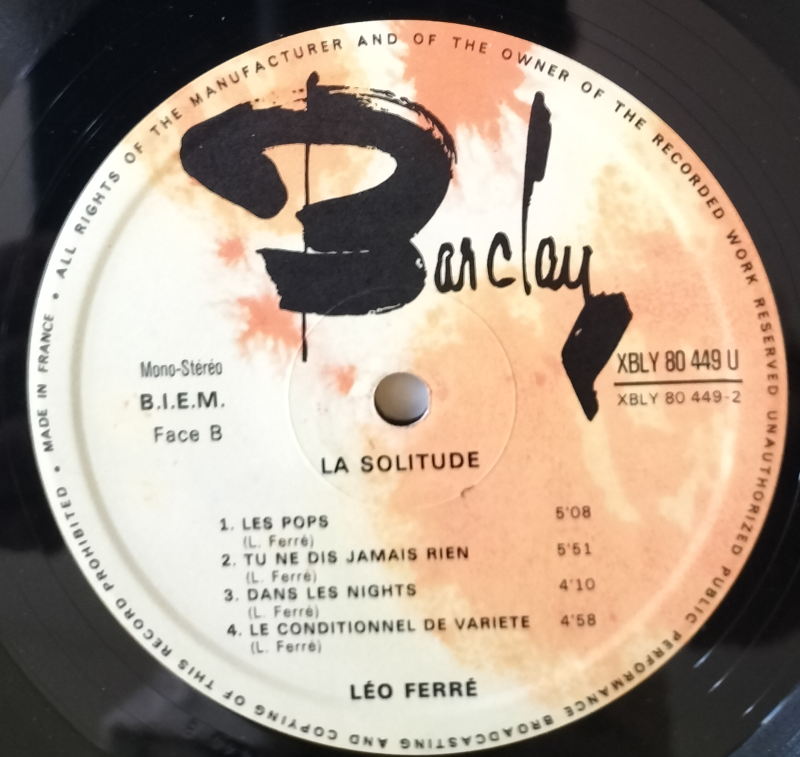 ALL RIGHTS OF THE MANUFACTURER AND OF THE OWNER OF THE RECORDED WORK RESERVED UNAUTHORIZED PUBLIC PERFORMANCE BROADCASTING AND COPYING OF THIS RECORD PROHIBITED • MADE IN FRANCE •
Barclay
Mono-Stéréo
B.I.E.M.
Face B
XBLY 80 449 U
XBLY 80 449-2
LA SOLITUDE
1. LES POPS 5'08
(L. Ferré)
2. TU NE DIS JAMAIS RIEN 5'51
(L. Ferré)
3. DANS LES NIGHTS 4'10
(L. Ferré)
4. LE CONDITIONNEL DE VARIETE 4'58
(L. Ferré)
LÉO FERRÉ